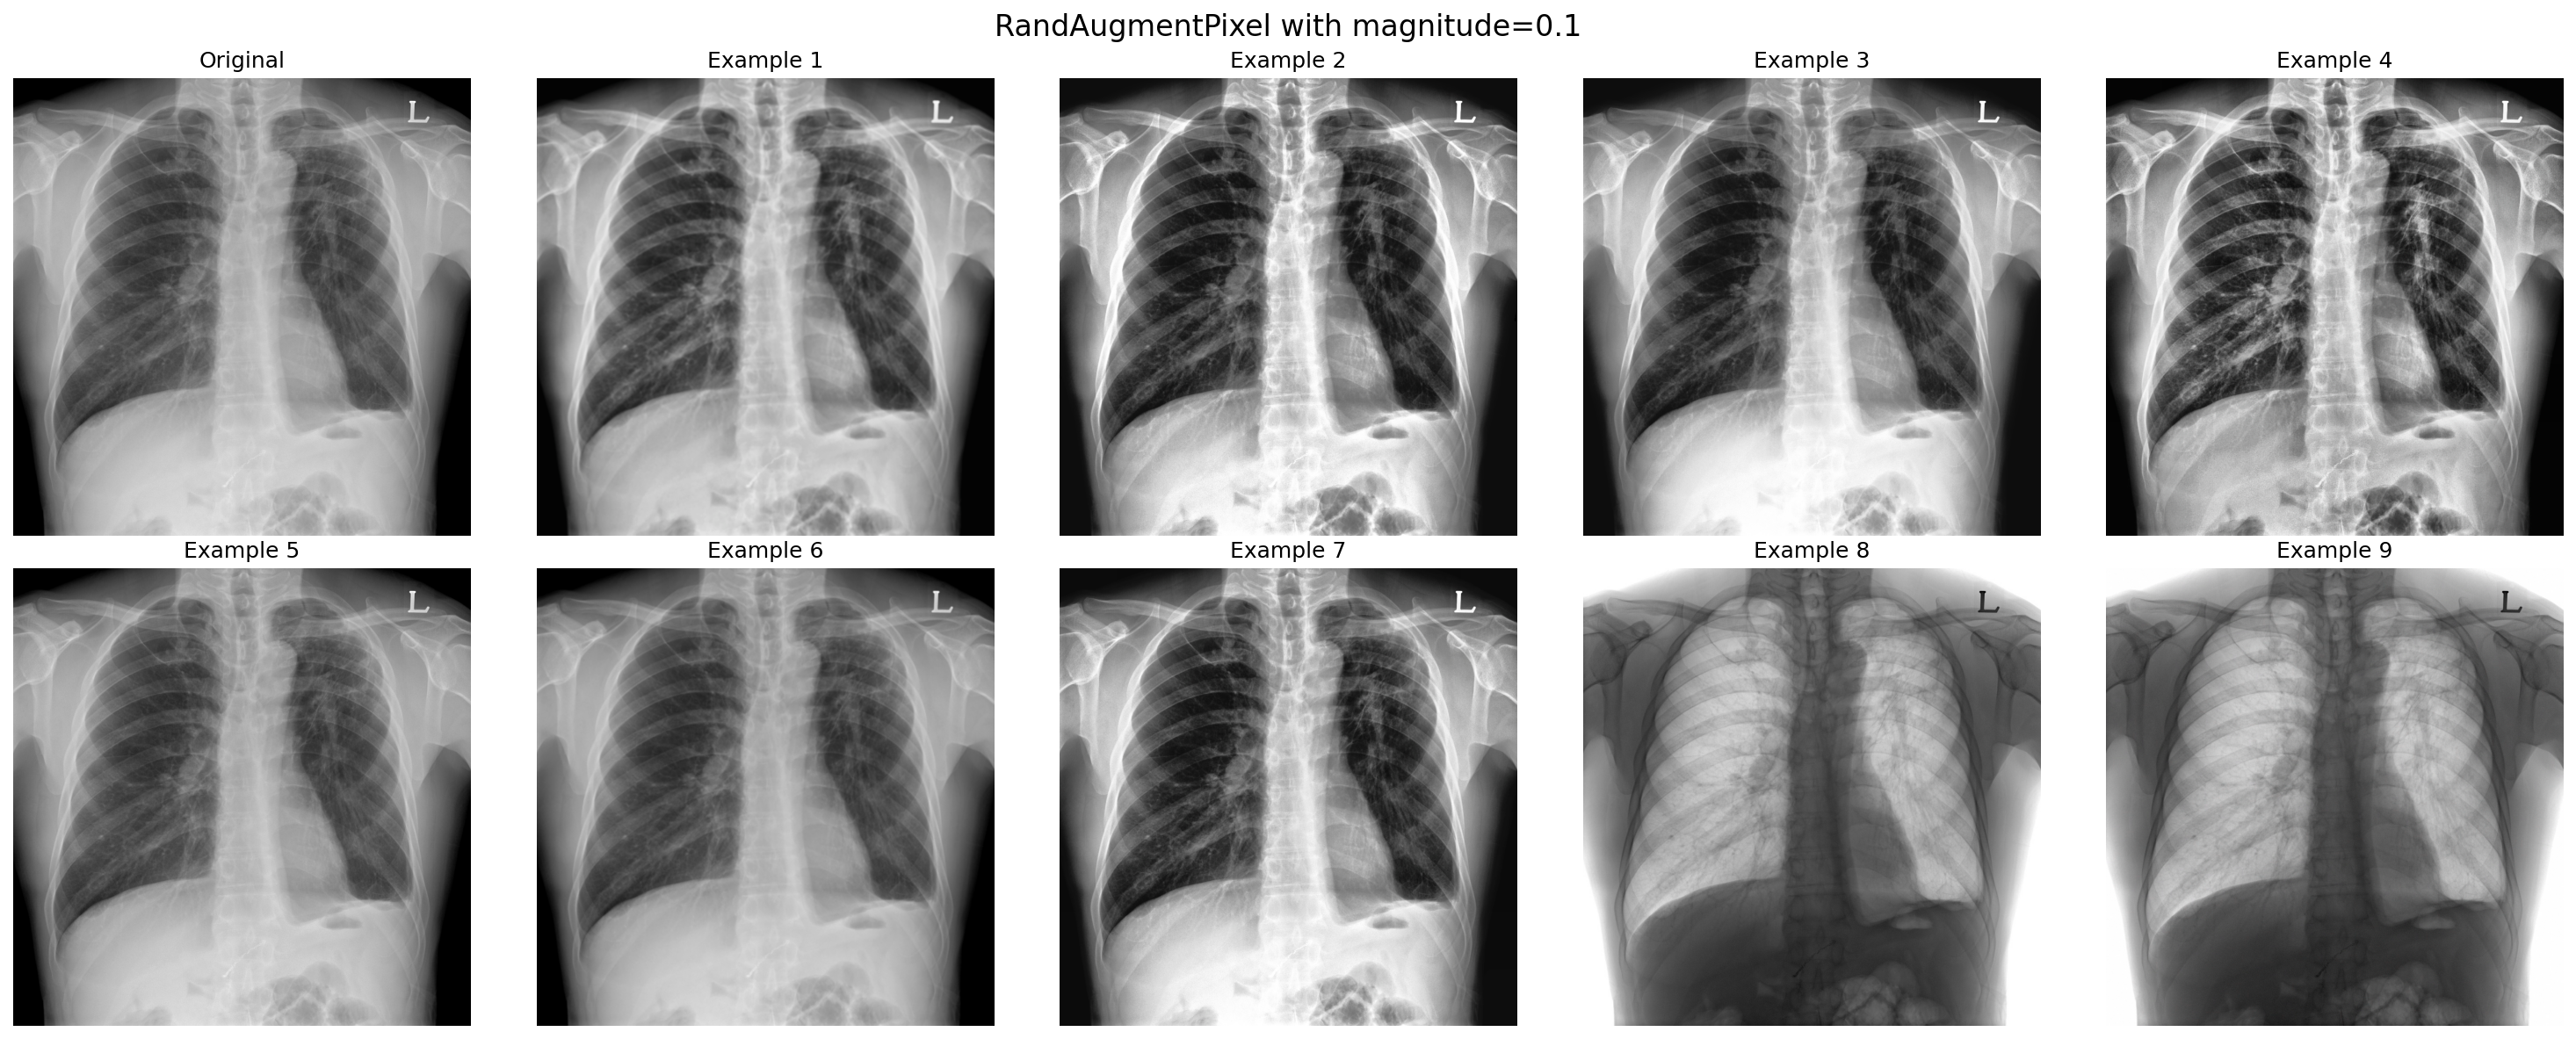 RandAugmentPixel with magnitude=0.1
Original
Example 1
Example 2
Example 3
Example 4
L
L
L
L
L
Example 5
Example 6
Example 7
Example 8
Example 9
L
L
L
L
L